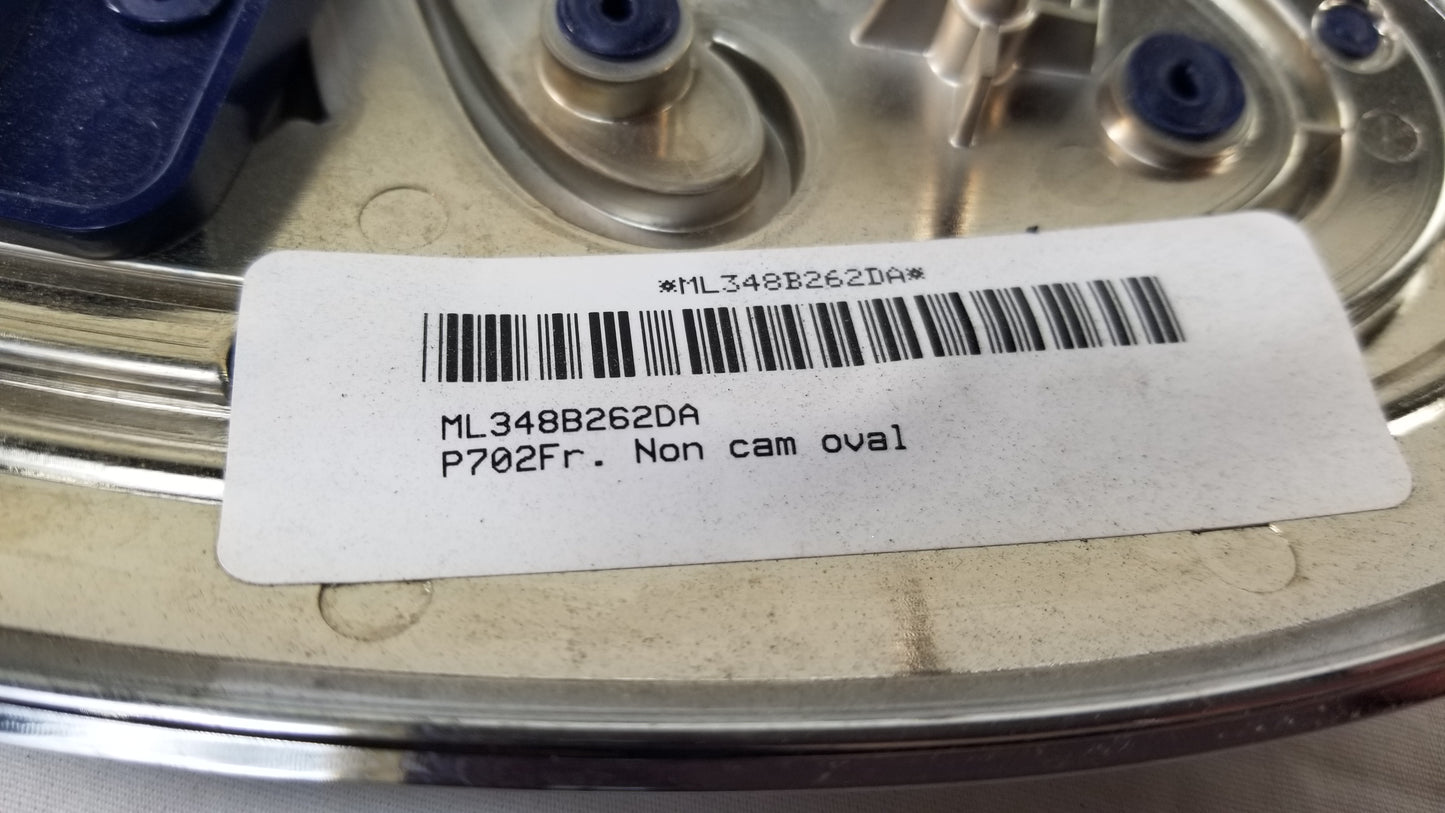 *ML348B262DA*
ML348B262DA
P702Fr. Non cam oval